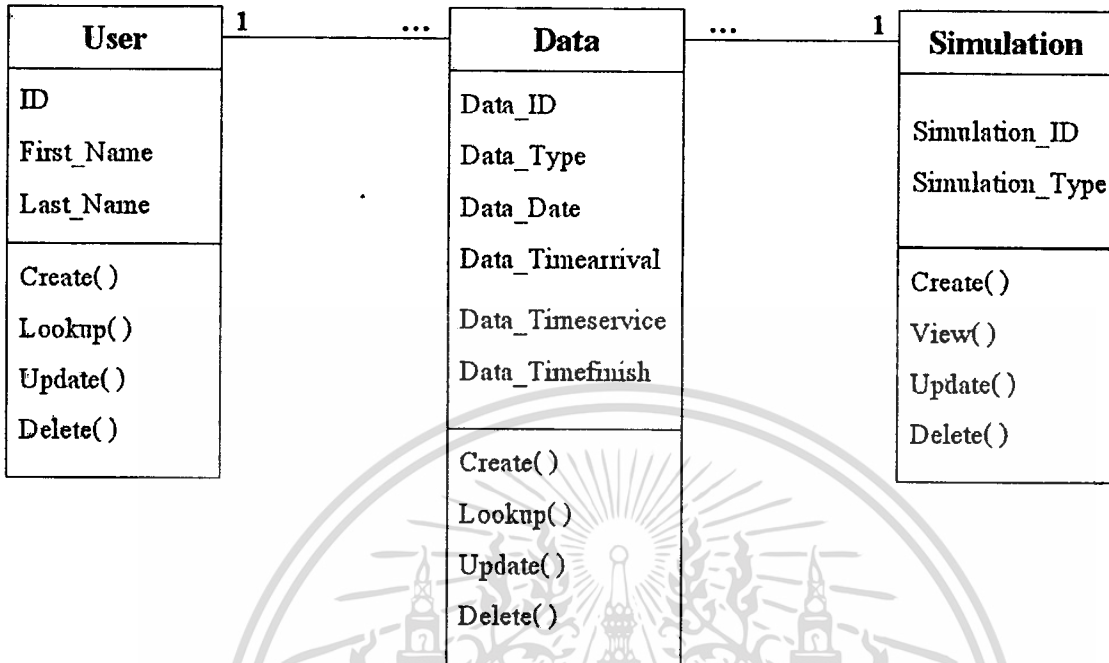 User
1
ID
First_Name
Last_Name
Create( )
Lookup( )
Update( )
Delete( )
...
Data
...
Data_ID
Data_Type
Data_Date
Data_Timearrival
Data_Timeservice
Data_Timefinish
Create( )
Lookup( )
Update( )
Delete( )
1
Simulation
Simulation_ID
Simulation_Type
Create( )
View( )
Update( )
Delete( )